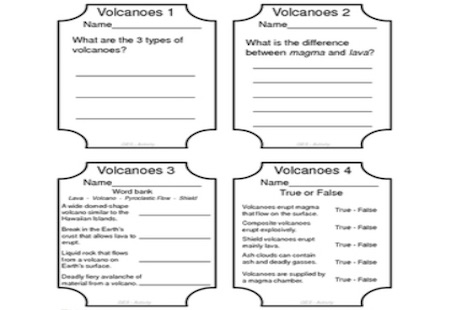 Volcanoes 1
Name
What are the 3 types of
volcanoes?
Volcanoes 2
Name
What is the difference
between magma and lava?
Volcanoes 3
Name
Word bank
Lava - Volcano - Pyroclastic Flow - Shield
A wide domed-shape
volcano similar to the
Hawaiian Islands.
Break in the Earth's
crust that allows lava to
erupt.
Liquid rock that flows
from a volcano on
Earth's surface.
Deadly fiery avalanche of
material from a volcano.
Volcanoes 4
Name
True or False
Volcanoes erupt magma
that flow on the surface. True - False
Composite volcanoes
erupt explosively. True - False
Shield volcanoes erupt
mainly lava. True - False
Ash-clouds can contain
ash and deadly gasses. True - False
Volcanoes are supplied by
a magma chamber. True - False